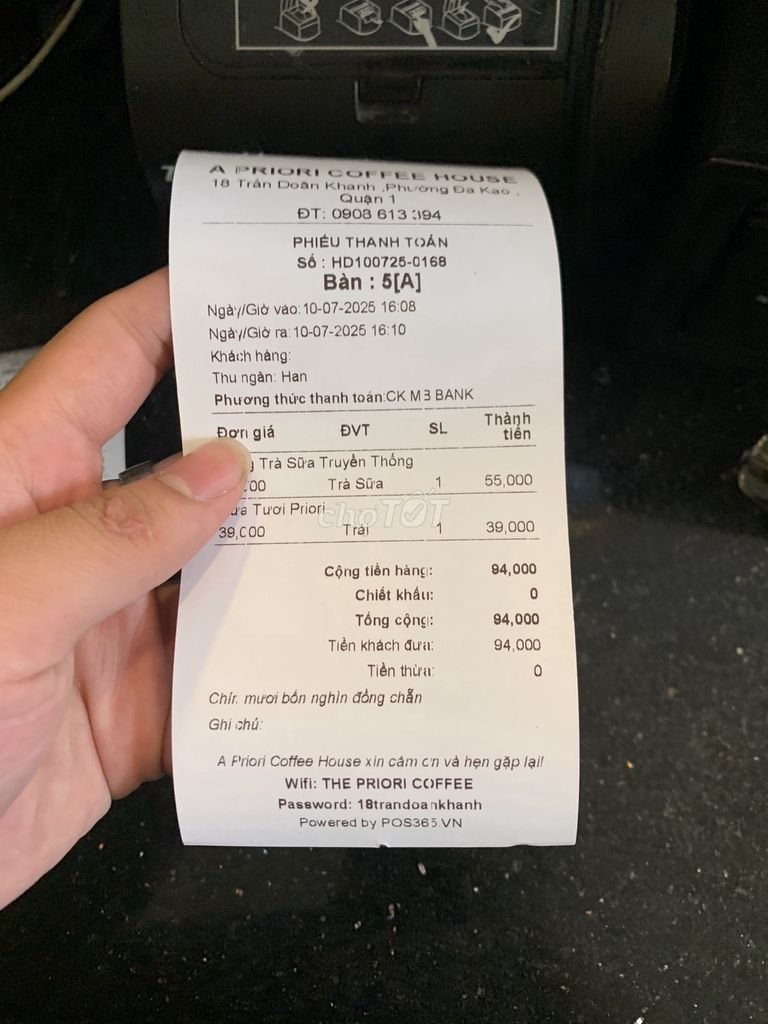 A PRIORI COFFEE HOUSE
18 Trần Doãn Khanh ,Phường Đa Kao ,
Quận 1
ĐT: 0908 613 394
PHIẾU THANH TOÁN
Số : HD100725-0168
Bàn : 5[A]
Ngày/Giờ vào:10-07-2025 16:08
Ngày/Giờ ra:10-07-2025 16:10
Khách hàng:
Thu ngân: Han
Phương thức thanh toán:CK MB BANK
Đơn giá ĐVT SL Thành tiền
Trà Sữa Truyền Thống
Trà Sữa 1 55,000
Tươi Priori
39,000 Trái 1 39,000
choTỐT
Cộng tiền hàng: 94,000
Chiết khấu: 0
Tổng cộng: 94,000
Tiền khách đưa: 94,000
Tiền thừa: 0
Chín mươi bốn nghìn đồng chẵn
Ghi chú:
A Priori Coffee House xin cảm ơn và hẹn gặp lại!
Wifi: THE PRIORI COFFEE
Password: 18trandoankhanh
Powered by POS365.VN